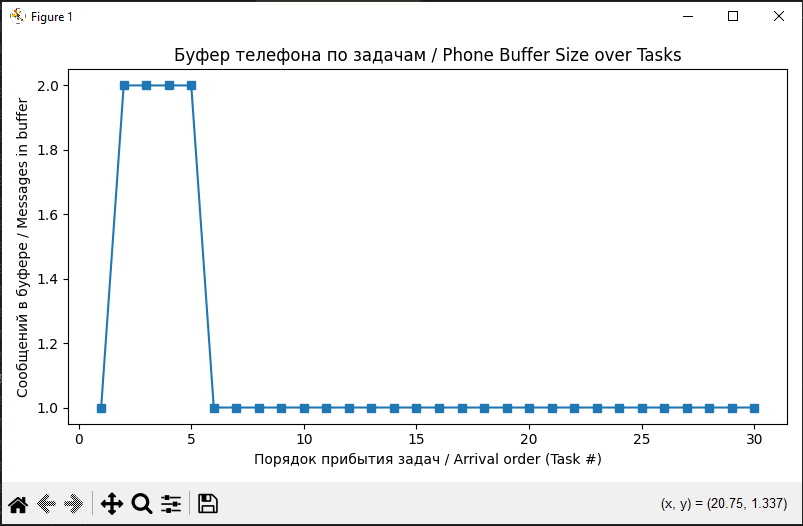 Figure 1
Буфер телефона по задачам / Phone Buffer Size over Tasks
Сообщений в буфере / Messages in buffer
2.0
1.8
1.6
1.4
1.2
1.0
0 5 10 15 20 25 30
Порядок прибытия задач / Arrival order (Task #)
(x, y) = (20.75, 1.337)